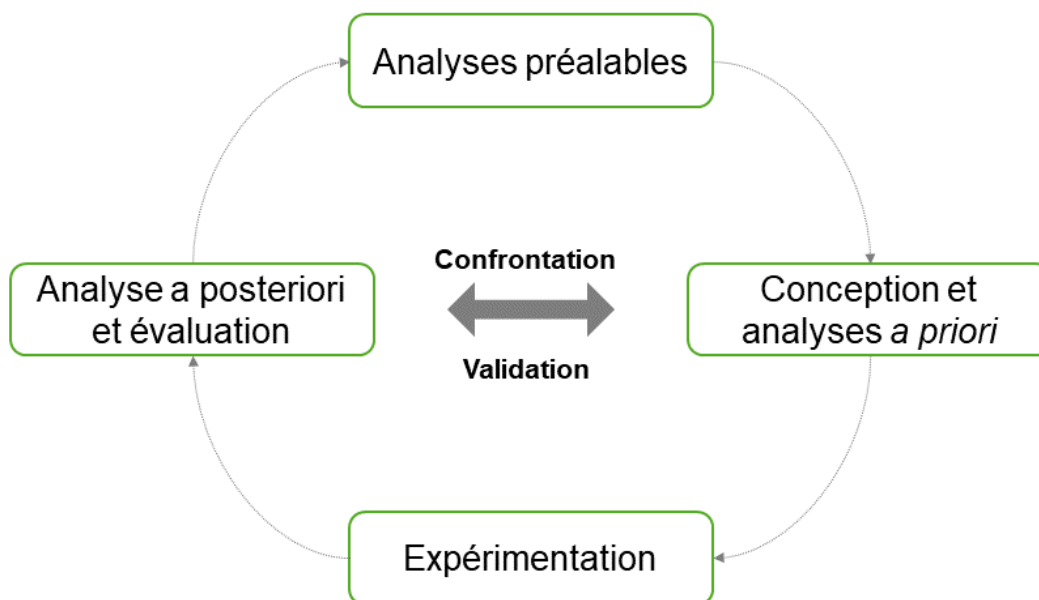 Analyses préalables
Confrontation
Analyse a posteriori
et évaluation
Conception et
analyses a priori
Validation
Expérimentation